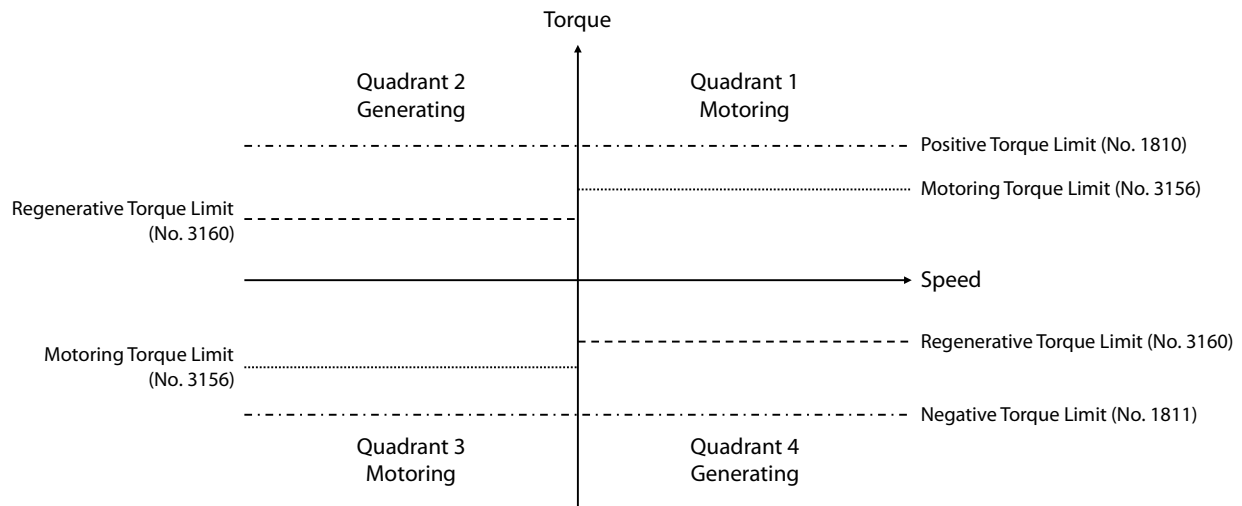 Torque
Quadrant 2
Generating
Quadrant 1
Motoring
Positive Torque Limit (No. 1810)
Motoring Torque Limit (No. 3156)
Regenerative Torque Limit
(No. 3160)
Speed
Regenerative Torque Limit (No. 3160)
Motoring Torque Limit
(No. 3156)
Negative Torque Limit (No. 1811)
Quadrant 3
Motoring
Quadrant 4
Generating